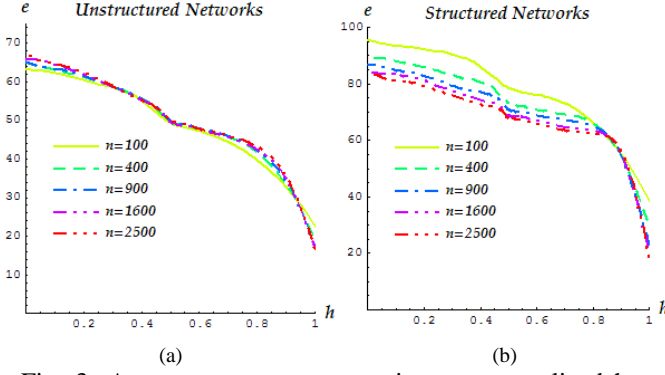 e Unstructured Networks
70
60
50
40
30
20
10
n=100
n=400
n=900
n=1600
n=2500
0.2 0.4 0.6 0.8 1
h
(a)
e Structured Networks
100
80
60
40
20
n=100
n=400
n=900
n=1600
n=2500
0.2 0.4 0.6 0.8 1
h
(b)